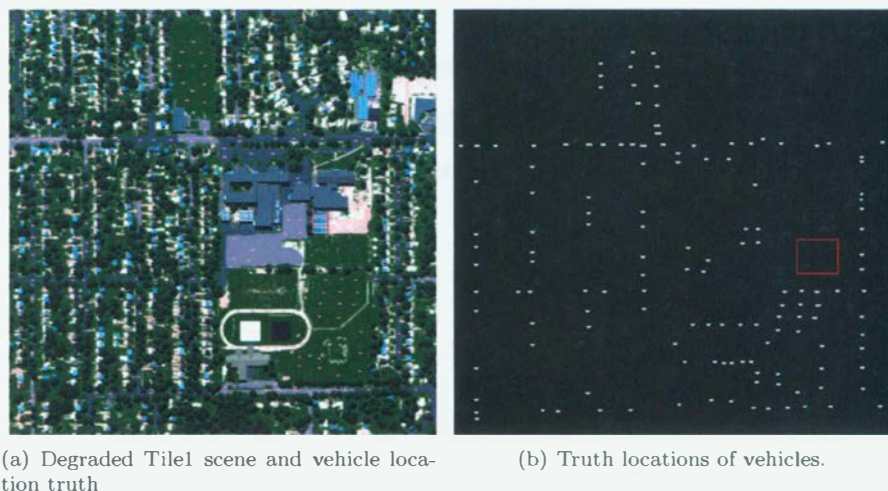 (a) Degraded Tile1 scene and vehicle loca-
tion truth
(b) Truth locations of vehicles.